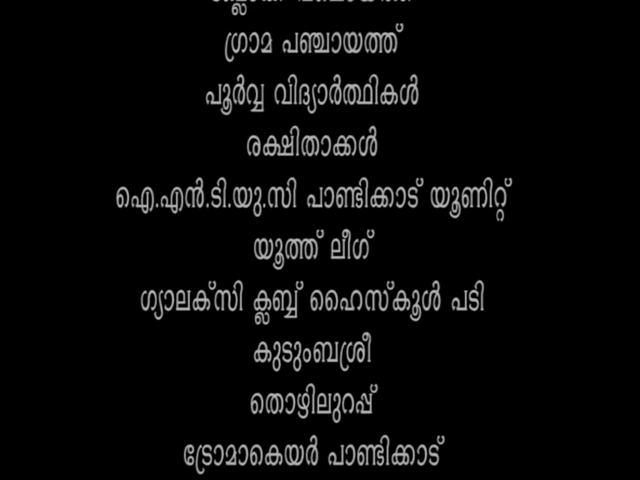 ഗ്രാമ പഞ്ചായത്ത്
പൂർവ്വ വിദ്യാർത്ഥികൾ
രക്ഷിതാക്കൾ
ഐ.എൻ.ടി.യു.സി പാണ്ടിക്കാട് യൂണിറ്റ്
യൂത്ത് ലീഗ്
ഗ്യാലക്സി ക്ലബ്ബ് ഹൈസ്കൂൾ പടി
കുടുംബശ്രീ
തൊഴിലുറപ്പ്
ട്രോമാകെയർ പാണ്ടിക്കാട്